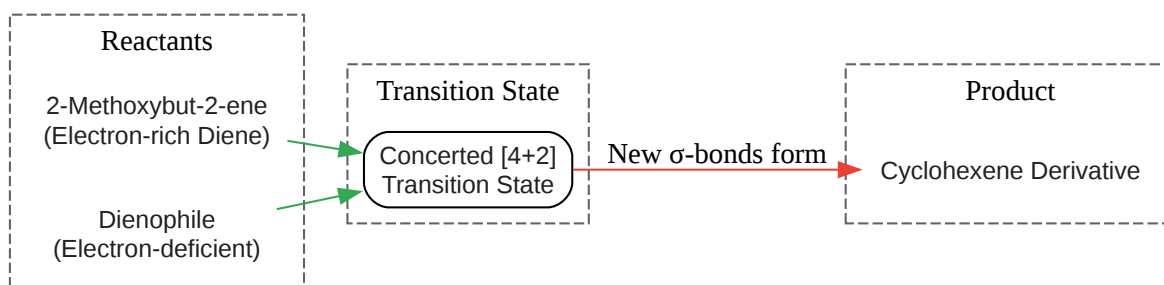 Reactants
2-Methoxybut-2-ene
(Electron-rich Diene)
Dienophile
(Electron-deficient)
Transition State
Concerted [4+2]
Transition State
New σ-bonds form
Product
Cyclohexene Derivative